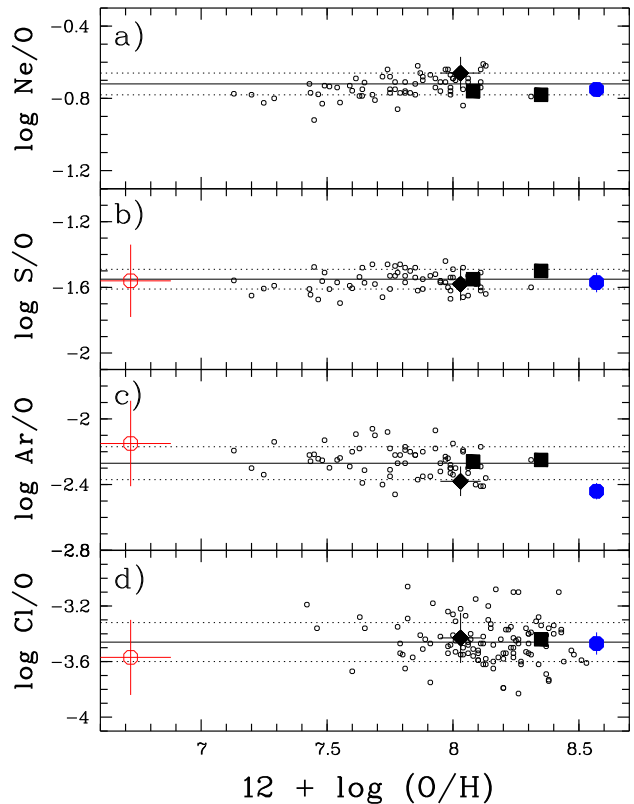 a)
log Ne/O
-0.4
-0.8
-1.2
b)
log S/O
-1.2
-1.6
-2
c)
log Ar/O
-2
-2.4
-2.8
d)
log Cl/O
-3.2
-3.6
-4
7 7.5 8 8.5
12 + log (O/H)